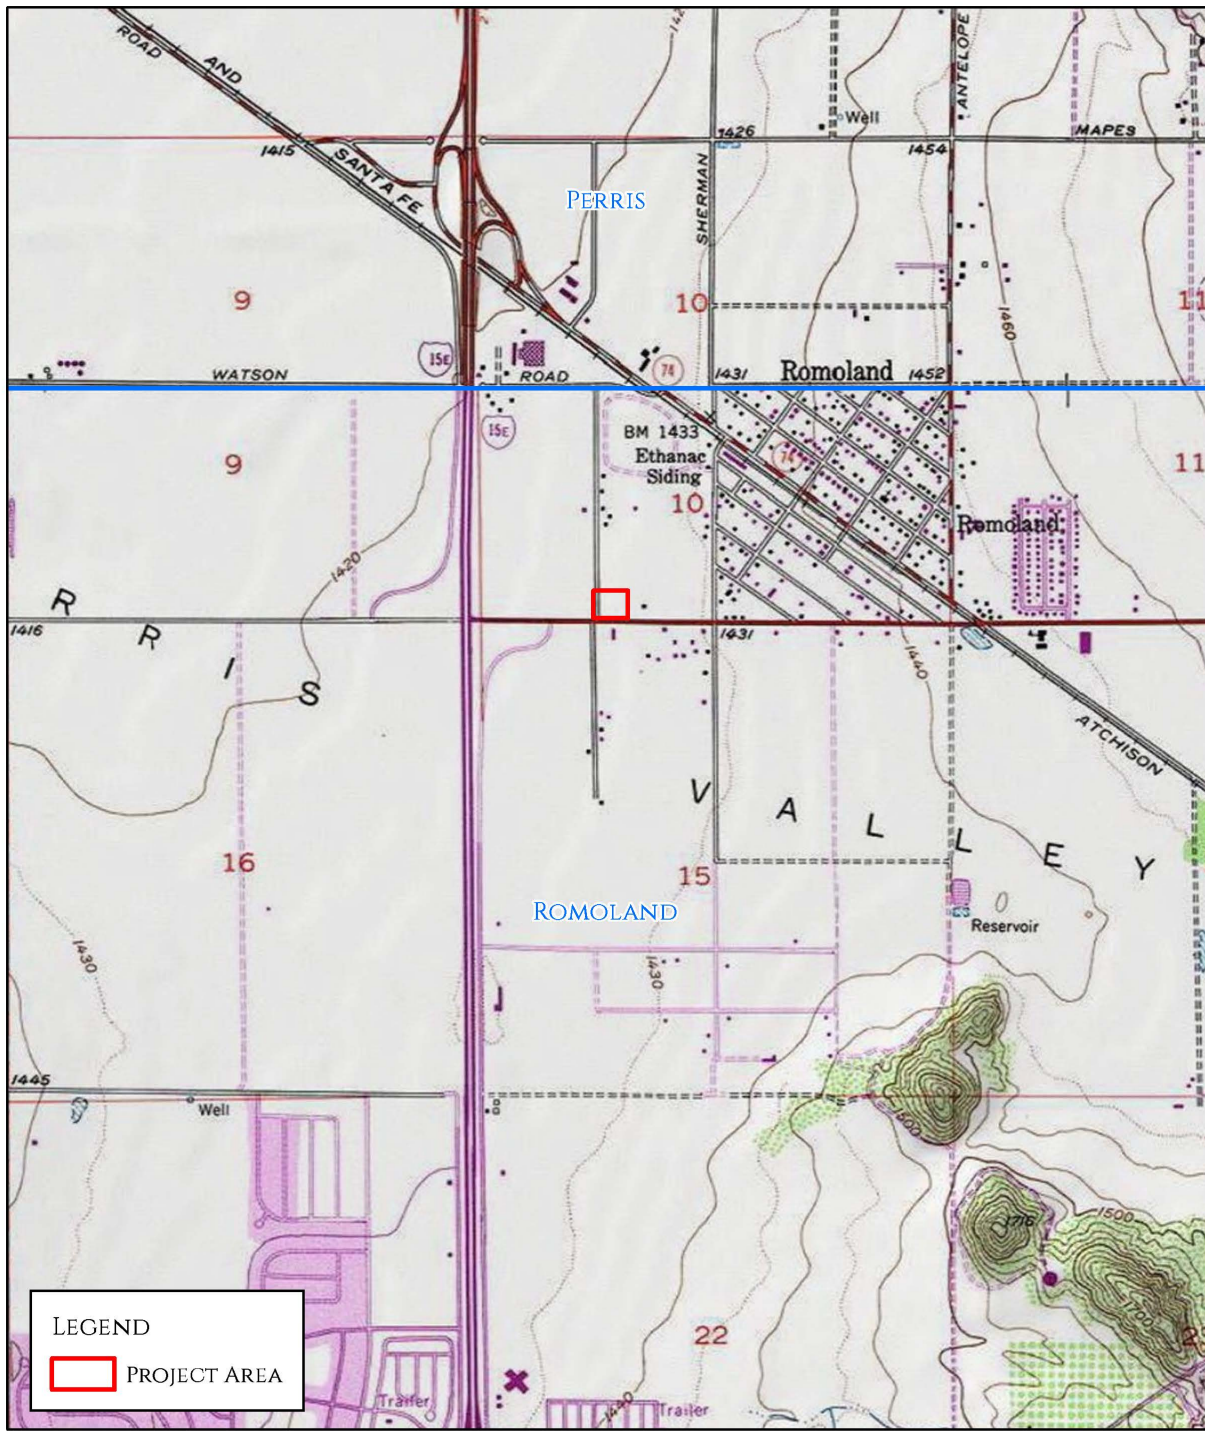 ROAD
AND
ANTELOPE
Well
1426
MAPES
1415
SANTA FE
1454
SHERMAN
PERRIS
9
10
11
1460
15E
WATSON
ROAD
74
1431
Romoland
1452
15E
BM 1433
Ethanac
Siding
74
9
10
11
Romoland
1420
R
R
I
S
1416
1431
1440
ATCHISON
V
A
L
L
E
Y
16
15
ROMOLAND
Reservoir
1430
1430
1445
Well
1500
1716
1500
1700
22
LEGEND
PROJECT AREA
Trailer
1440
Trailer